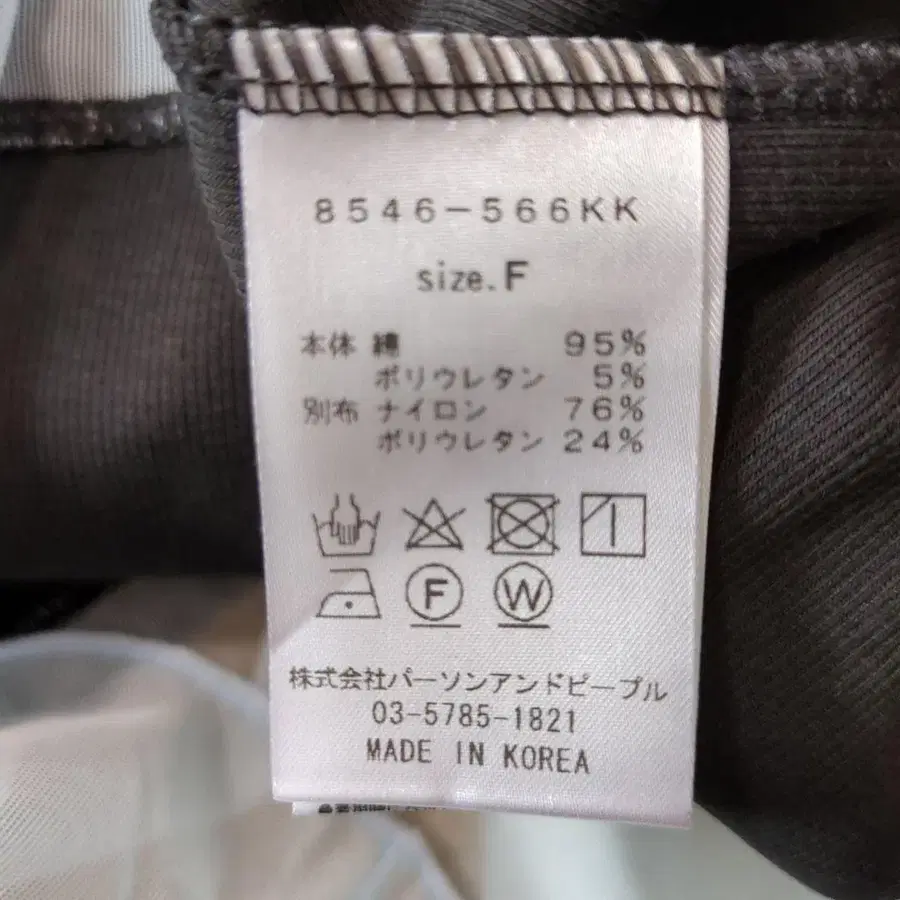 8546-566KK
size.F
本体 綿 95%
ポリウレタン 5%
別布 ナイロン 76%
ポリウレタン 24%
F W
株式会社パーソンアンドピープル
03-5785-1821
MADE IN KOREA